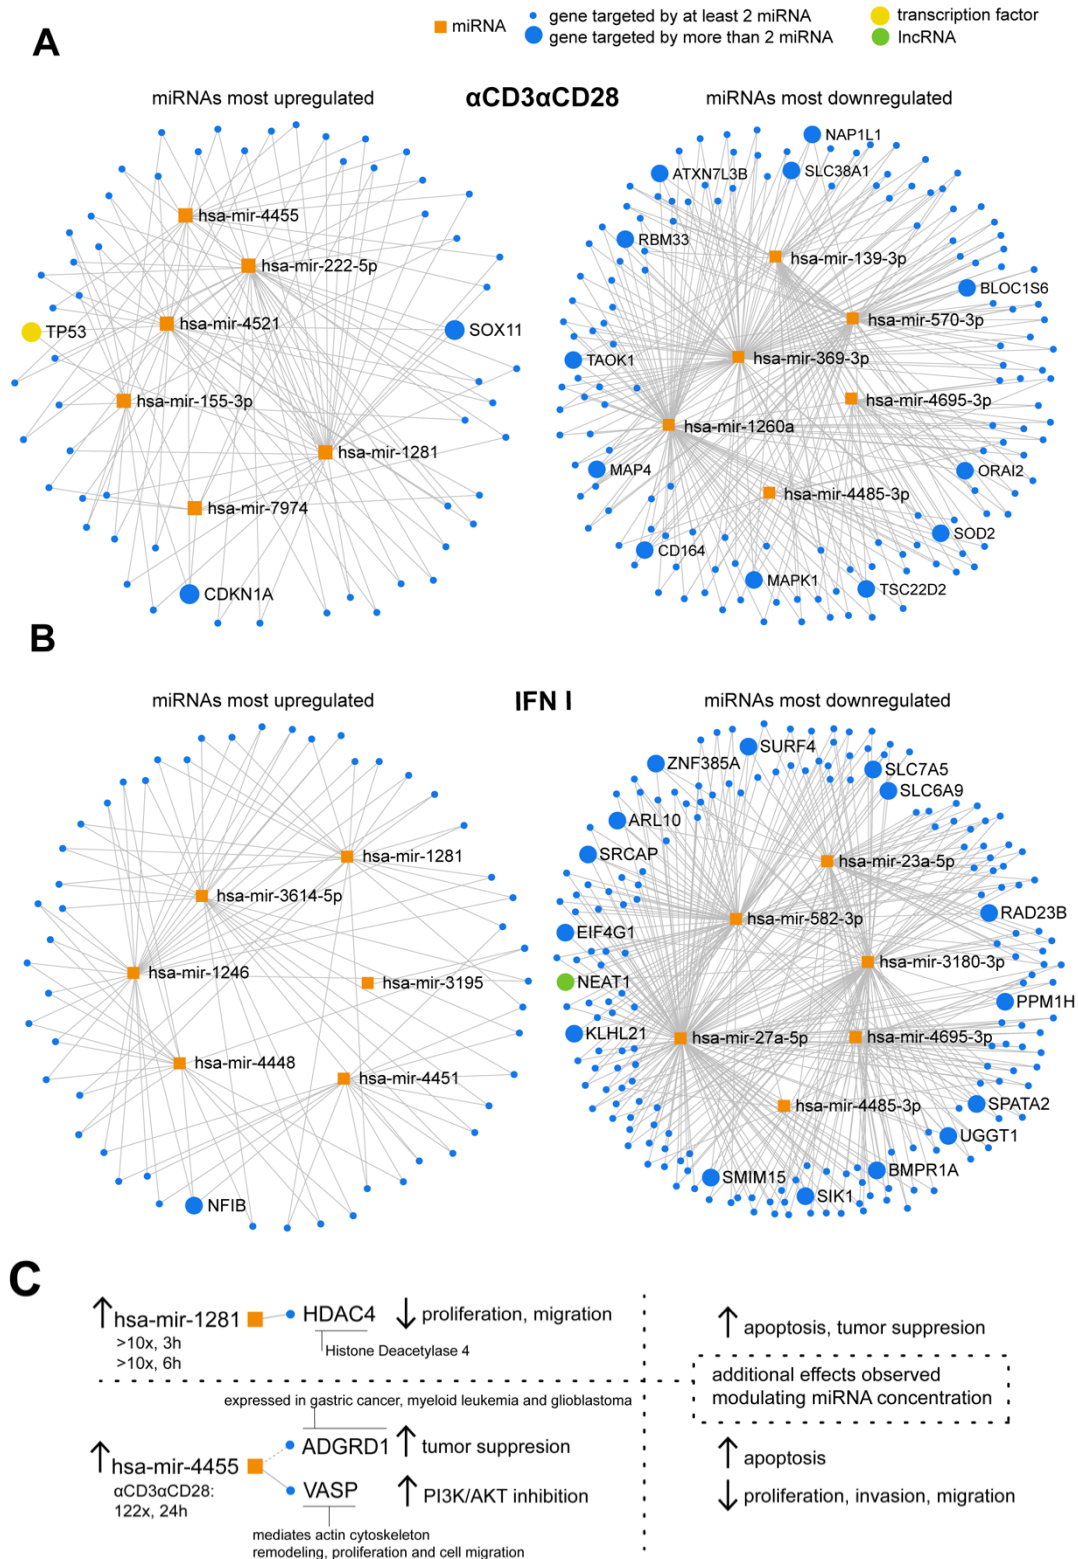 miRNA
gene targeted by at least 2 miRNA
gene targeted by more than 2 miRNA
transcription factor
lncRNA
A
αCD3αCD28
miRNAs most upregulated
hsa-mir-4455
hsa-mir-222-5p
hsa-mir-4521
TP53
SOX11
hsa-mir-155-3p
hsa-mir-1281
hsa-mir-7974
CDKN1A
miRNAs most downregulated
NAP1L1
ATXN7L3B
SLC38A1
RBM33
hsa-mir-139-3p
BLOC1S6
hsa-mir-570-3p
TAOK1
hsa-mir-369-3p
hsa-mir-4695-3p
hsa-mir-1260a
MAP4
ORAI2
hsa-mir-4485-3p
SOD2
CD164
MAPK1
TSC22D2
B
IFN I
miRNAs most upregulated
hsa-mir-1281
hsa-mir-3614-5p
hsa-mir-1246
hsa-mir-3195
hsa-mir-4448
hsa-mir-4451
NFIB
miRNAs most downregulated
SURF4
ZNF385A
SLC7A5
SLC6A9
ARL10
SRCAP
hsa-mir-23a-5p
RAD23B
hsa-mir-582-3p
EIF4G1
hsa-mir-3180-3p
NEAT1
PPM1H
KLHL21
hsa-mir-27a-5p
hsa-mir-4695-3p
hsa-mir-4485-3p
SPATA2
UGGT1
BMPR1A
SMIM15
SIK1
C
↑ hsa-mir-1281
>10x, 3h
>10x, 6h
HDAC4
Histone Deacetylase 4
↓ proliferation, migration
↑ apoptosis, tumor suppresion
additional effects observed
modulating miRNA concentration
expressed in gastric cancer, myeloid leukemia and glioblastoma
↑ hsa-mir-4455
αCD3αCD28:
122x, 24h
ADGRD1
↑ tumor suppresion
VASP
↑ PI3K/AKT inhibition
mediates actin cytoskeleton
remodeling, proliferation and cell migration
↑ apoptosis
↓ proliferation, invasion, migration